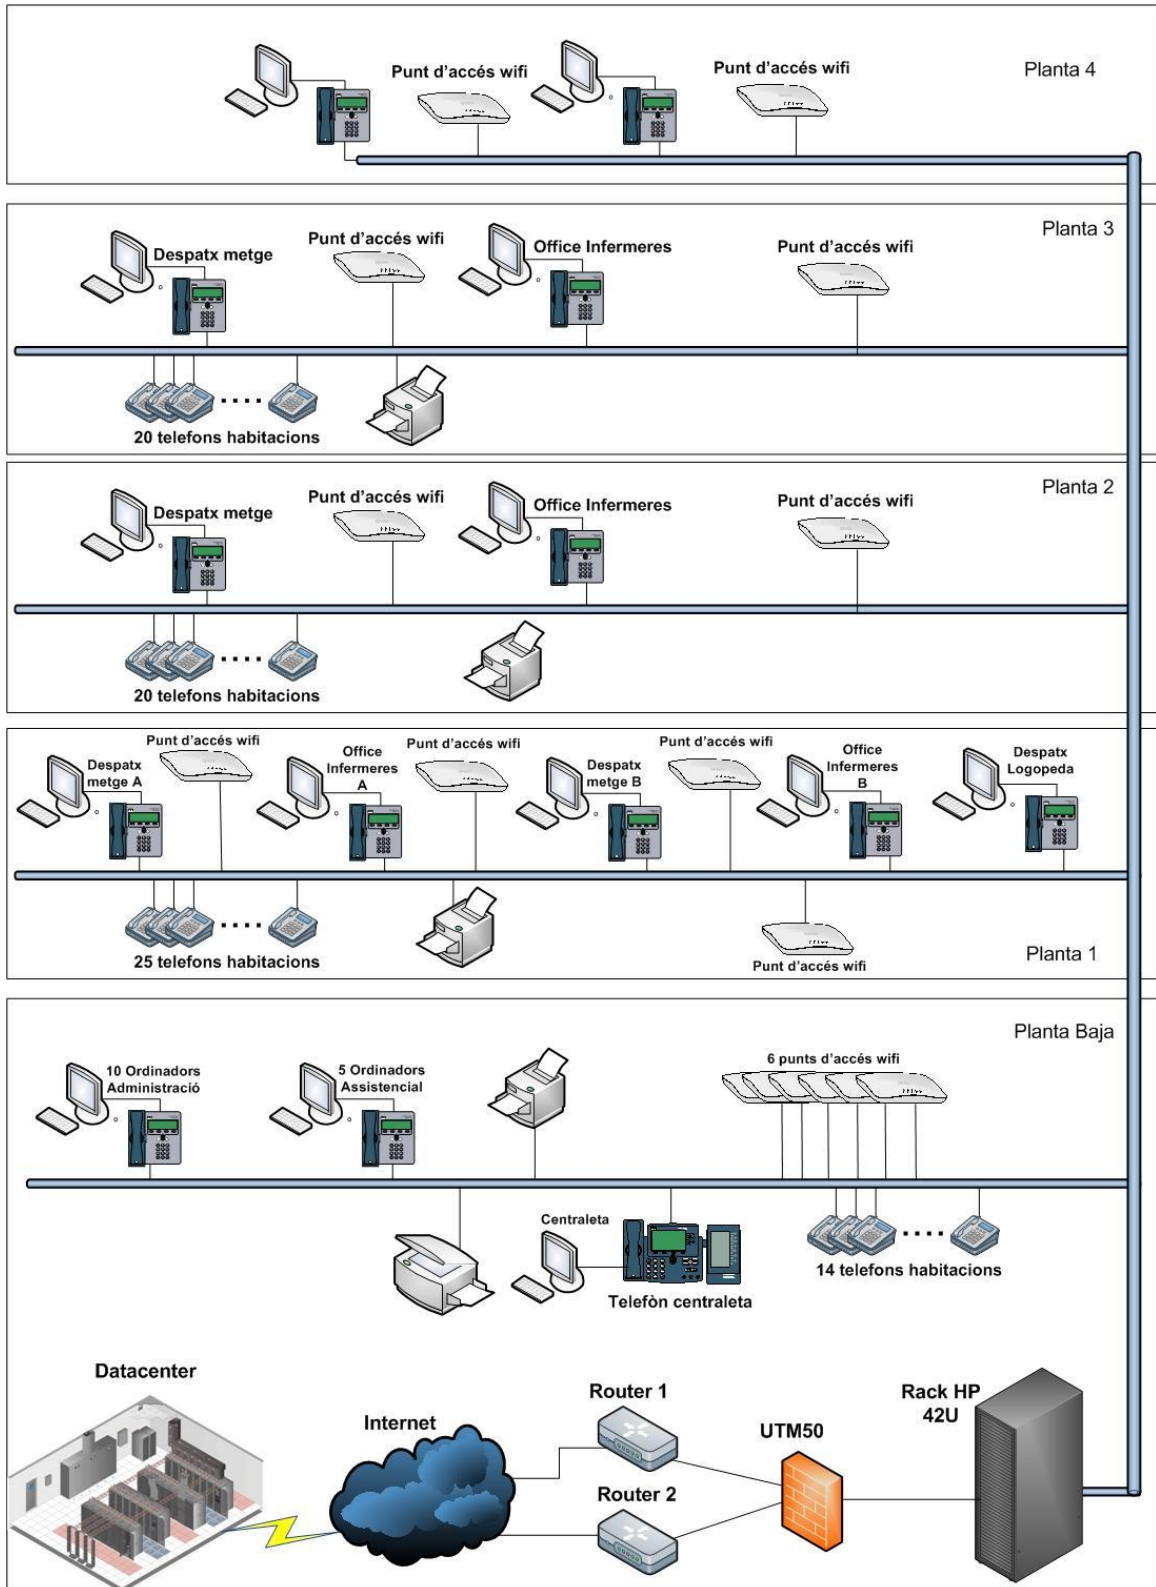 Planta 4
Punt d'accés wifi
Punt d'accés wifi
Planta 3
Despatx metge
Punt d'accés wifi
Office Infermeres
Punt d'accés wifi
20 telefons habitacions
Planta 2
Despatx metge
Punt d'accés wifi
Office Infermeres
Punt d'accés wifi
20 telefons habitacions
Despatx
metge A
Punt d'accés wifi
Office
Infermeres
A
Punt d'accés wifi
Despatx
metge B
Punt d'accés wifi
Office
Infermeres
B
Despatx
Logopeda
25 telefons habitacions
Punt d'accés wifi
Planta 1
Planta Baja
10 Ordinadors
Administració
5 Ordinadors
Assistencial
6 punts d'accés wifi
Centraleta
Telefòn centraleta
14 telefons habitacions
Datacenter
Internet
Router 1
Router 2
UTM50
Rack HP
42U